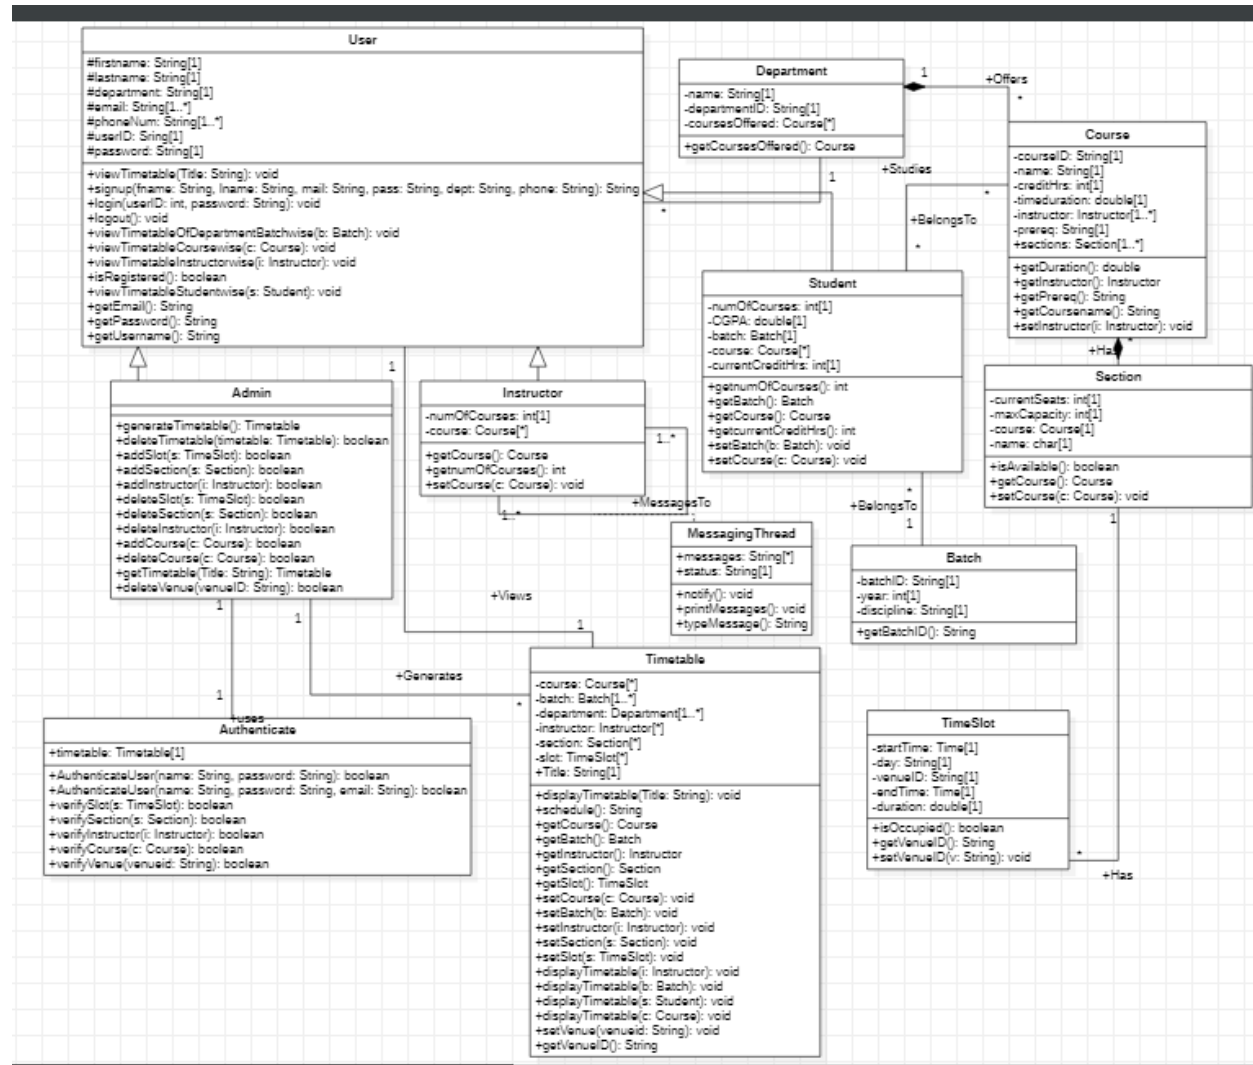 User
#firstname: String[1]
#lastname: String[1]
#department: String[1]
#email: String[1..*]
#phoneNum: String[1..*]
#userID: Sring[1]
#password: String[1]
+viewTimetable(Title: String): void
+signup(fname: String, lname: String, mail: String, pass: String, dept: String, phone: String): String
+login(userID: int, password: String): void
+logout(): void
+viewTimetableOfDepartmentBatchwise(b: Batch): void
+viewTimetableCoursewise(c: Course): void
+viewTimetableInstructorwise(i: Instructor): void
+isRegistered(): boolean
+viewTimetableStudentwise(s: Student): void
+getEmail(): String
+getPassword(): String
+getUsername(): String
Department
-name: String[1]
-departmentID: String[1]
-coursesOffered: Course[*]
+getCoursesOffered(): Course
1
+Offers
*
Course
-courseID: String[1]
-name: String[1]
-creditHrs: int[1]
-timeduration: double[1]
-instructor: Instructor[1..*]
-prereq: String[1]
+sections: Section[1..*]
+getDuration(): double
+getInstructor(): Instructor
+getPrereq(): String
+getCoursename(): String
+setInstructor(i: Instructor): void
+Studies
*
*
1
+BelongsTo
*
Student
-numOfCourses: int[1]
-CGPA: double[1]
-batch: Batch[1]
-course: Course[*]
-currentCreditHrs: int[1]
+getnumOfCourses(): int
+getBatch(): Batch
+getCourse(): Course
+getcurrentCreditHrs(): int
+setBatch(b: Batch): void
+setCourse(c: Course): void
*
+Has
Section
-currentSeats: int[1]
-maxCapacity: int[1]
-course: Course[1]
-name: char[1]
+isAvailable(): boolean
+getCourse(): Course
+setCourse(c: Course): void
1
Admin
+generateTimetable(): Timetable
+deleteTimetable(timetable: Timetable): boolean
+addSlot(s: TimeSlot): boolean
+addSection(s: Section): boolean
+addInstructor(i: Instructor): boolean
+deleteSlot(s: TimeSlot): boolean
+deleteSection(s: Section): boolean
+deleteInstructor(i: Instructor): boolean
+addCourse(c: Course): boolean
+deleteCourse(c: Course): boolean
+getTimetable(Title: String): Timetable
+deleteVenue(venueID: String): boolean
1
Instructor
-numOfCourses: int[1]
-course: Course[*]
+getCourse(): Course
+getnumOfCourses(): int
+setCourse(c: Course): void
1..*
1..*
+MessagesTo
MessagingThread
+messages: String[*]
+status: String[1]
+notify(): void
+printMessages(): void
+typeMessage(): String
*
+BelongsTo
1
Batch
-batchID: String[1]
-year: int[1]
-discipline: String[1]
+getBatchID(): String
1
1
+Views
1
+Generates
*
1
+uses
Authenticate
+timetable: Timetable[1]
+AuthenticateUser(name: String, password: String): boolean
+AuthenticateUser(name: String, password: String, email: String): boolean
+verifySlot(s: TimeSlot): boolean
+verifySection(s: Section): boolean
+verifyInstructor(i: Instructor): boolean
+verifyCourse(c: Course): boolean
+verifyVenue(venueid: String): boolean
Timetable
-course: Course[*]
-batch: Batch[1..*]
-department: Department[1..*]
-instructor: Instructor[*]
-section: Section[*]
-slot: TimeSlot[*]
+Title: String[1]
+displayTimetable(Title: String): void
+schedule(): String
+getCourse(): Course
+getBatch(): Batch
+getInstructor(): Instructor
+getSection(): Section
+getSlot(): TimeSlot
+setCourse(c: Course): void
+setBatch(b: Batch): void
+setInstructor(i: Instructor): void
+setSection(s: Section): void
+setSlot(s: TimeSlot): void
+displayTimetable(i: Instructor): void
+displayTimetable(b: Batch): void
+displayTimetable(s: Student): void
+displayTimetable(c: Course): void
+setVenue(venueid: String): void
+getVenueID(): String
TimeSlot
-startTime: Time[1]
-day: String[1]
-venueID: String[1]
-endTime: Time[1]
-duration: double[1]
+isOccupied(): boolean
+getVenueID(): String
+setVenueID(v: String): void
*
+Has